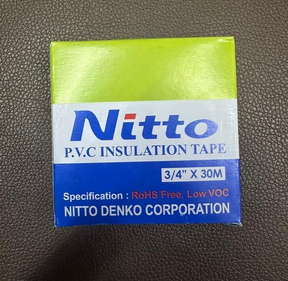 Nitto
P.V.C INSULATION TAPE
3/4" X 30M
Specification : RoHS Free, Low VOC
NITTO DENKO CORPORATION